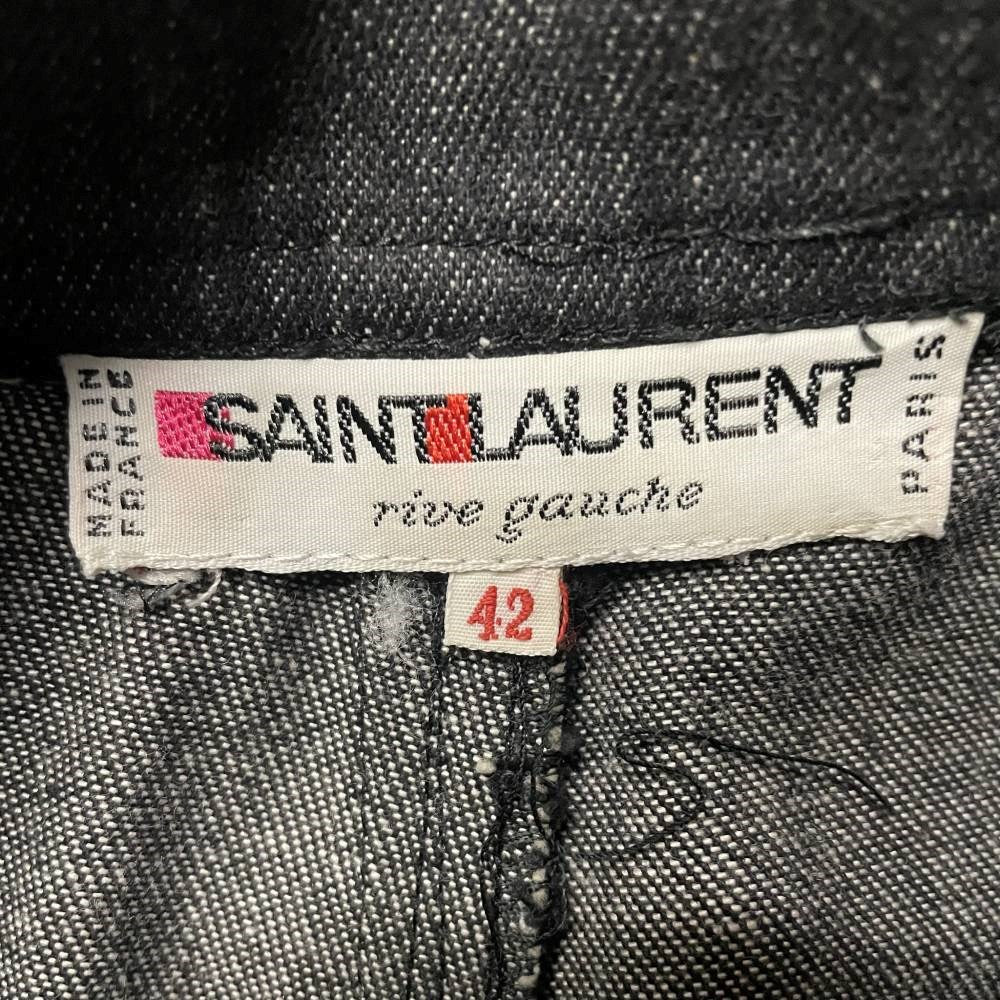 MADE IN
FRANCE
SAINT LAURENT
rive gauche
PARIS
42